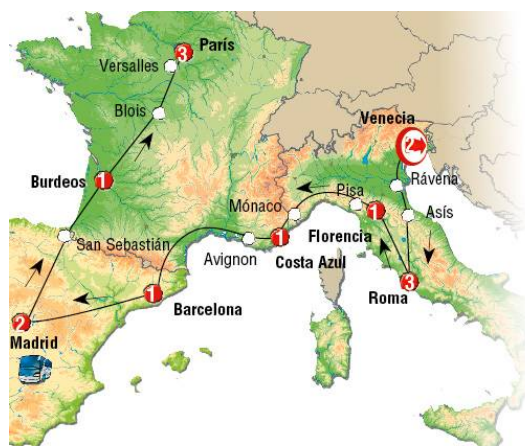 3 París
Versalles
Blois
Venecia
2
Burdeos 1
Rávena
Pisa
Mónaco
1
Asís
San Sebastián
Florencia
1
Avignon
Costa Azul
3
Roma
1
Barcelona
2
Madrid